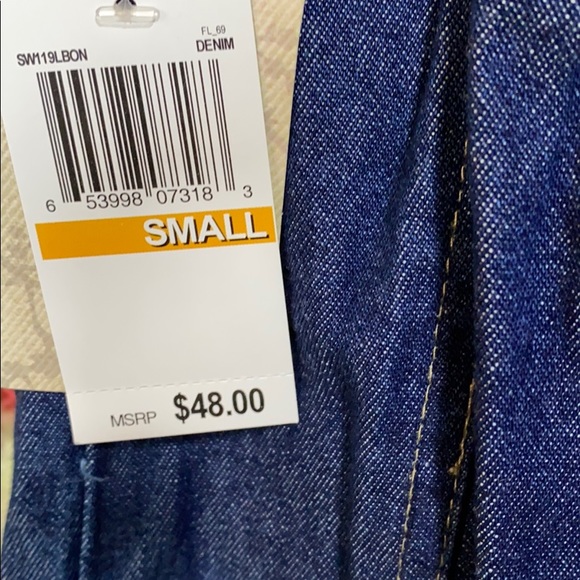 FL_69
SW119LBON DENIM
6 53998 07318 3
SMALL
MSRP $48.00